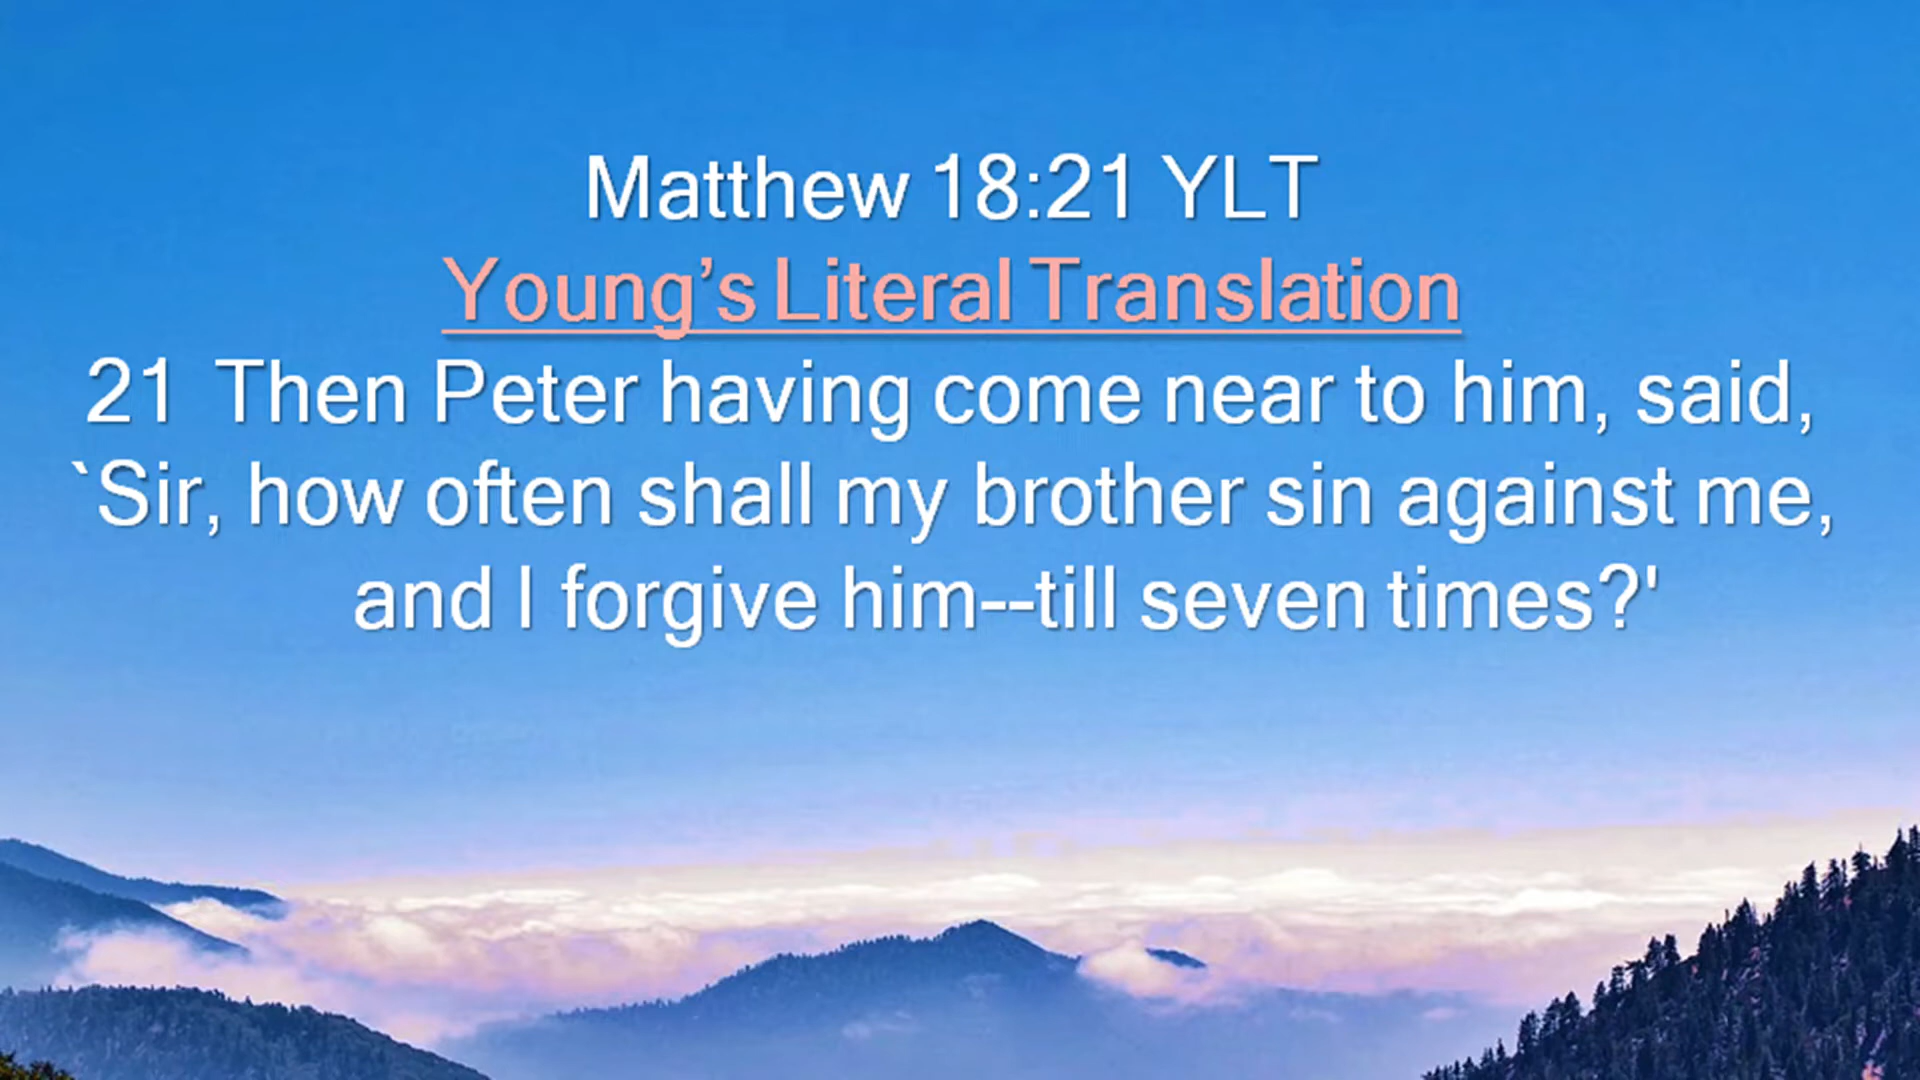 Matthew 18:21 YLT
Young’s Literal Translation
21  Then Peter having come near to him, said,
`Sir, how often shall my brother sin against me,
and I forgive him--till seven times?'